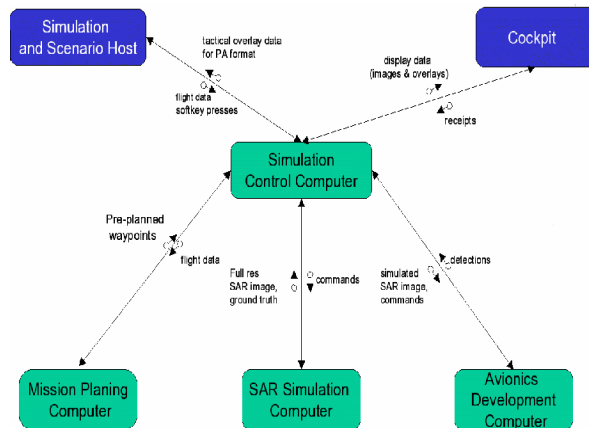 Simulation
and Scenario Host
Cockpit
tactical overlay data
for PA format
display data
(images & overlays)
flight data
softkey presses
receipts
Simulation
Control Computer
Pre-planned
waypoints
flight data
Full res
SAR image,
ground truth
commands
simulated
SAR image,
commands
detections
Mission Planing
Computer
SAR Simulation
Computer
Avionics
Development
Computer